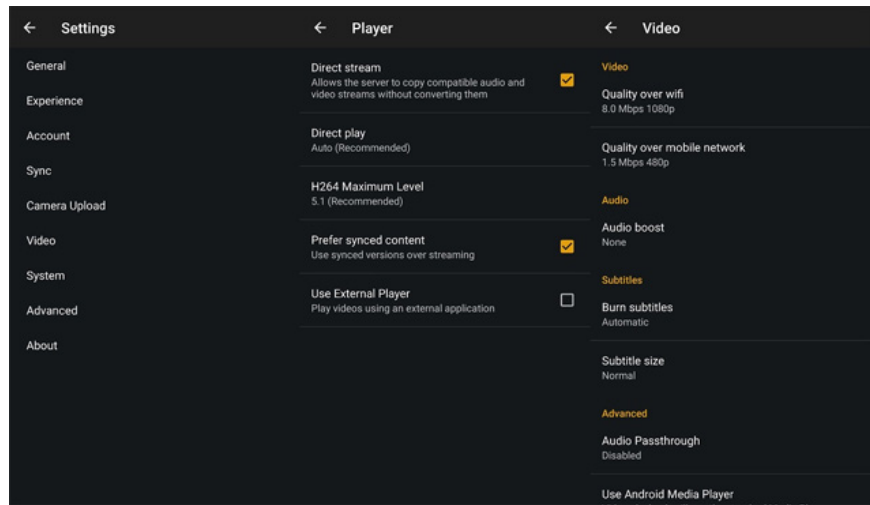 Settings
General
Experience
Account
Sync
Camera Upload
Video
System
Advanced
About
Player
Direct stream
Allows the server to copy compatible audio and
video streams without converting them
Direct play
Auto (Recommended)
H264 Maximum Level
5.1 (Recommended)
Prefer synced content
Use synced versions over streaming
Use External Player
Play videos using an external application
Video
Video
Quality over wifi
8.0 Mbps 1080p
Quality over mobile network
1.5 Mbps 480p
Audio
Audio boost
None
Subtitles
Burn subtitles
Automatic
Subtitle size
Normal
Advanced
Audio Passthrough
Disabled
Use Android Media Player